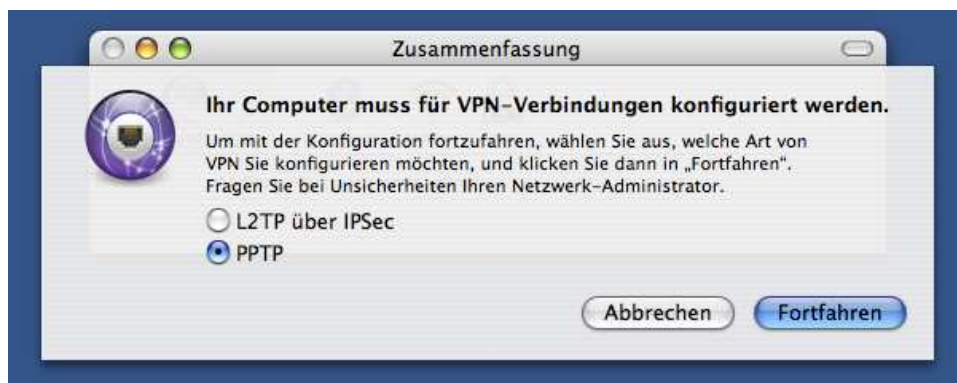 Zusammenfassung
Ihr Computer muss für VPN-Verbindungen konfiguriert werden.
Um mit der Konfiguration fortzufahren, wählen Sie aus, welche Art von
VPN Sie konfigurieren möchten, und klicken Sie dann in „Fortfahren“.
Fragen Sie bei Unsicherheiten Ihren Netzwerk-Administrator.
L2TP über IPSec
PPTP
Abbrechen Fortfahren